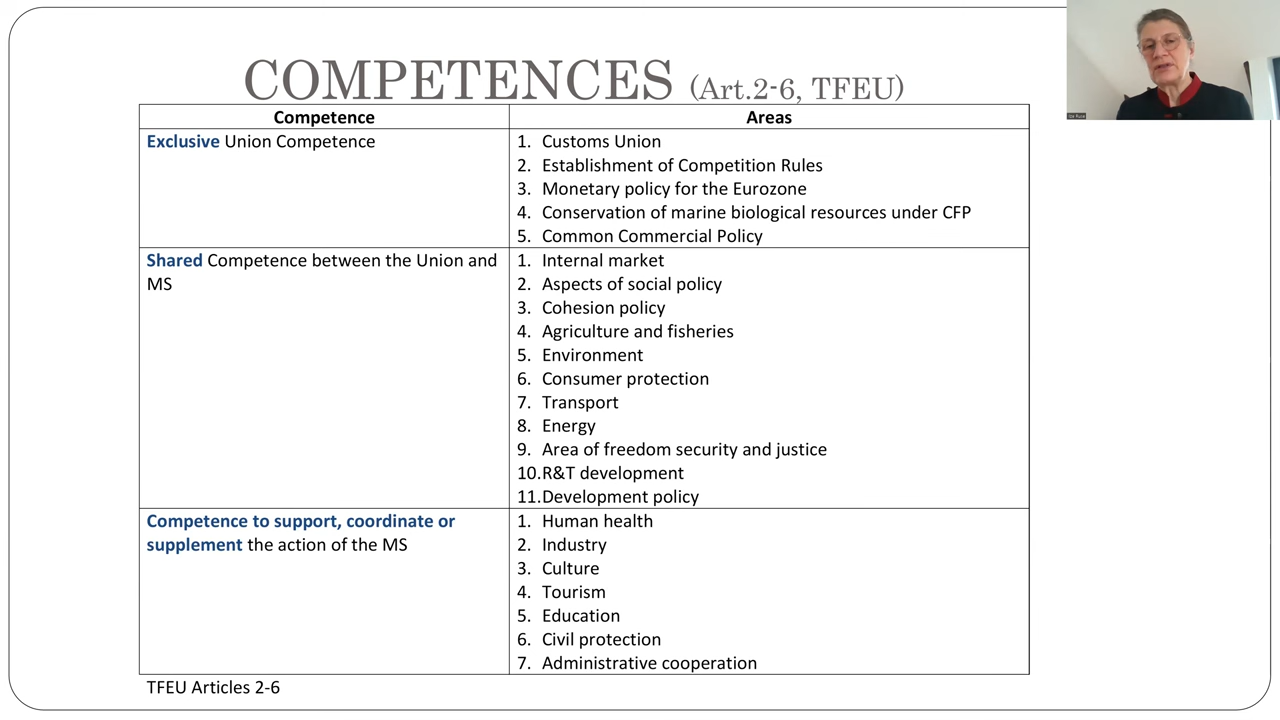 COMPETENCES (Art.2-6, TFEU)
Competence Areas
Exclusive Union Competence
1. Customs Union
2. Establishment of Competition Rules
3. Monetary policy for the Eurozone
4. Conservation of marine biological resources under CFP
5. Common Commercial Policy
Shared Competence between the Union and
MS
1. Internal market
2. Aspects of social policy
3. Cohesion policy
4. Agriculture and fisheries
5. Environment
6. Consumer protection
7. Transport
8. Energy
9. Area of freedom security and justice
10.R&T development
11.Development policy
Competence to support, coordinate or
supplement the action of the MS
1. Human health
2. Industry
3. Culture
4. Tourism
5. Education
6. Civil protection
7. Administrative cooperation
TFEU Articles 2-6